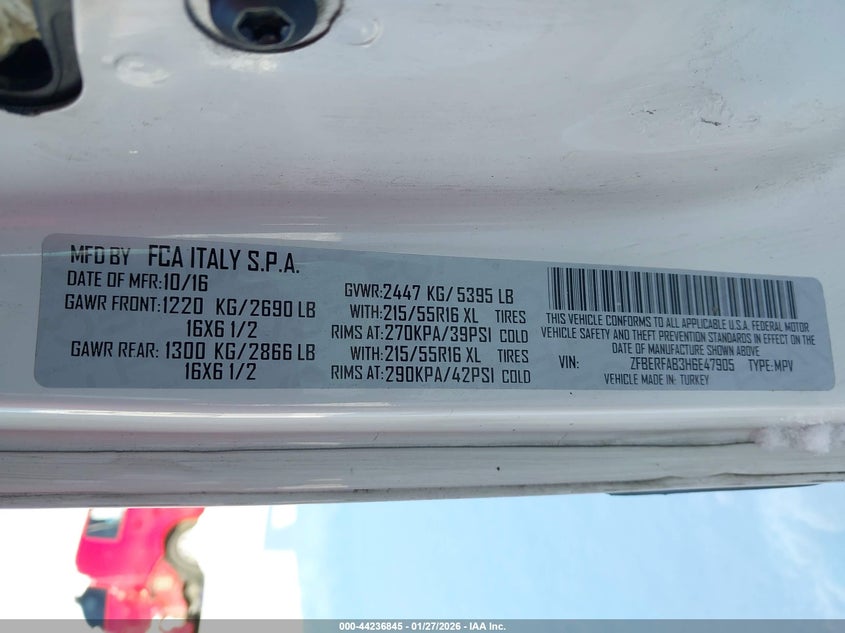 MFD BY FCA ITALY S.P.A.
DATE OF MFR:10/16
GAWR FRONT:1220 KG/2690 LB
16X6 1/2
GAWR REAR:1300 KG/2866 LB
16X6 1/2
GVWR:2447 KG/5395 LB
WITH:215/55R16 XL TIRES
RIMS AT:270KPA/39PSI COLD
WITH:215/55R16 XL TIRES
RIMS AT:290KPA/42PSI COLD
THIS VEHICLE CONFORMS TO ALL APPLICABLE U.S.A. FEDERAL MOTOR
VEHICLE SAFETY AND THEFT PREVENTION STANDARDS IN EFFECT ON THE
DATE OF MANUFACTURE SHOWN ABOVE
VIN: ZFBERFAB3H6E47905 TYPE:MPV
VEHICLE MADE IN: TURKEY
000-44236845 - 01/27/2026 - IAA Inc.